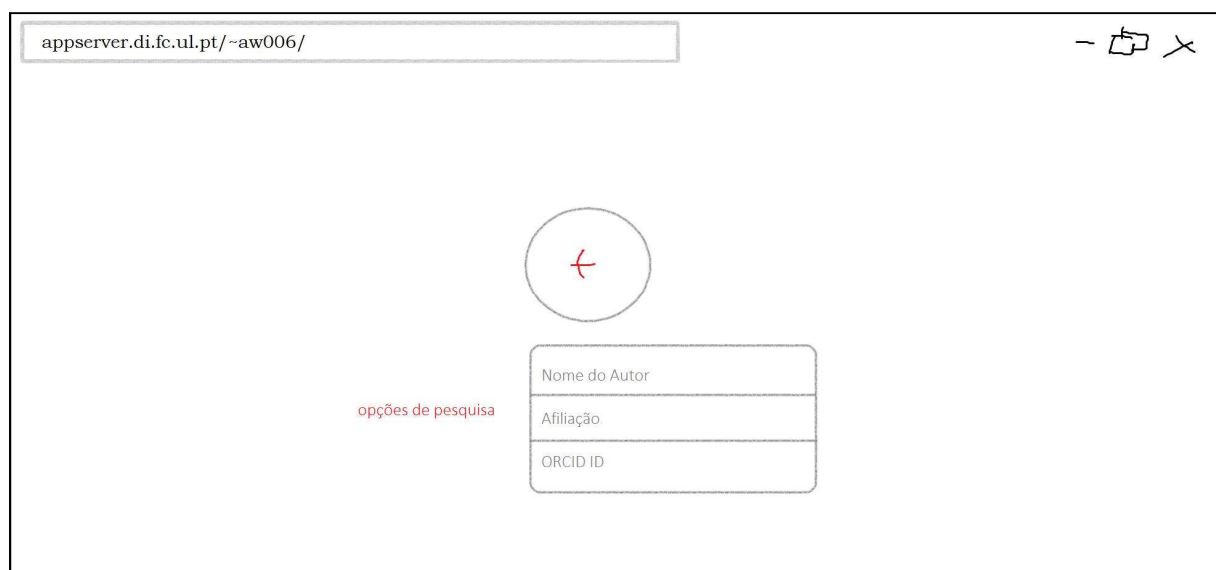 appserver.di.fc.ul.pt/~aw006/
Nome do Autor
opções de pesquisa
Afiliação
ORCID ID